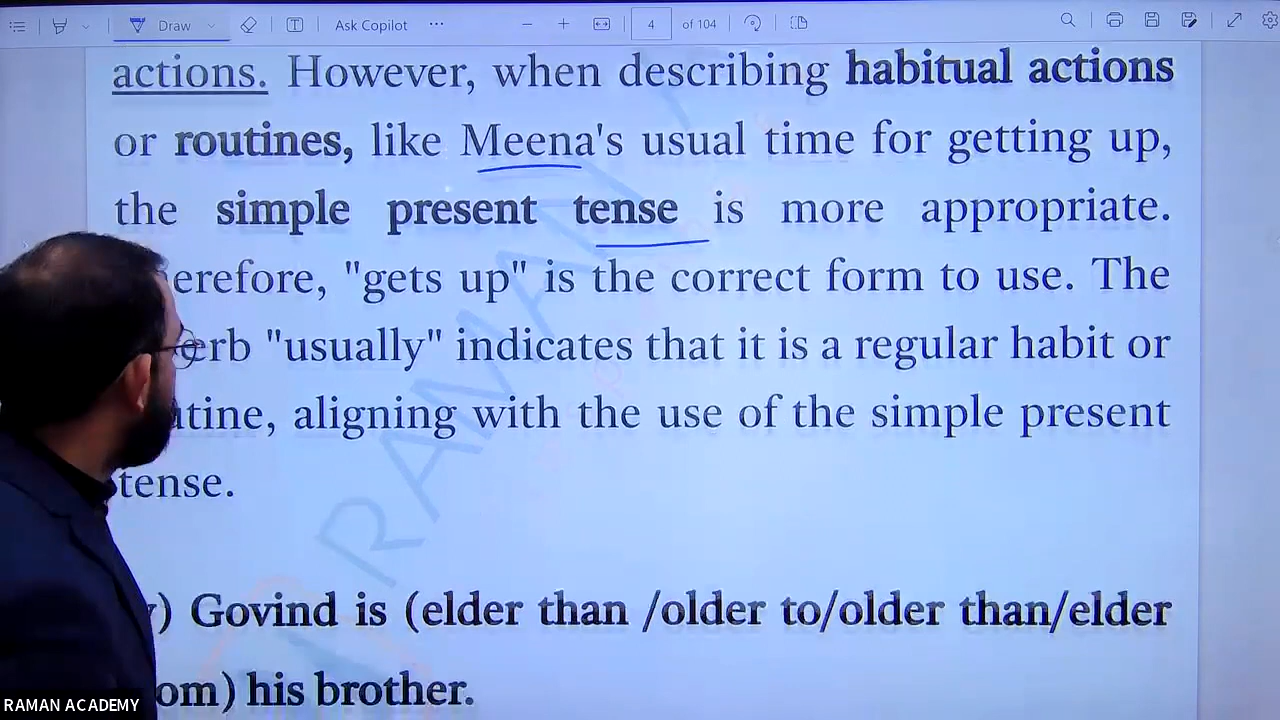 Draw
Ask Copilot
4 of 104
actions. However, when describing habitual actions
or routines, like Meena's usual time for getting up,
the simple present tense is more appropriate.
erefore, "gets up" is the correct form to use. The
erb "usually" indicates that it is a regular habit or
utine, aligning with the use of the simple present
tense.
) Govind is (elder than /older to/older than/elder
om) his brother.
RAMAN
RAMAN ACADEMY